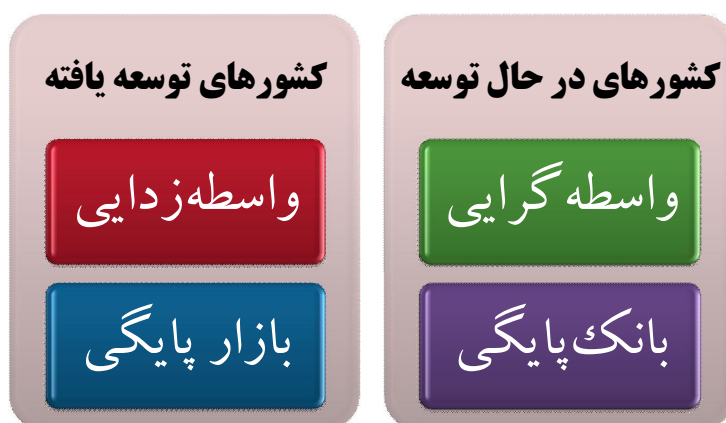 کشورهای در حال توسعه
واسطه گرایی
بانک‌پایگی
کشورهای توسعه یافته
واسطه‌زدایی
بازار پایگی